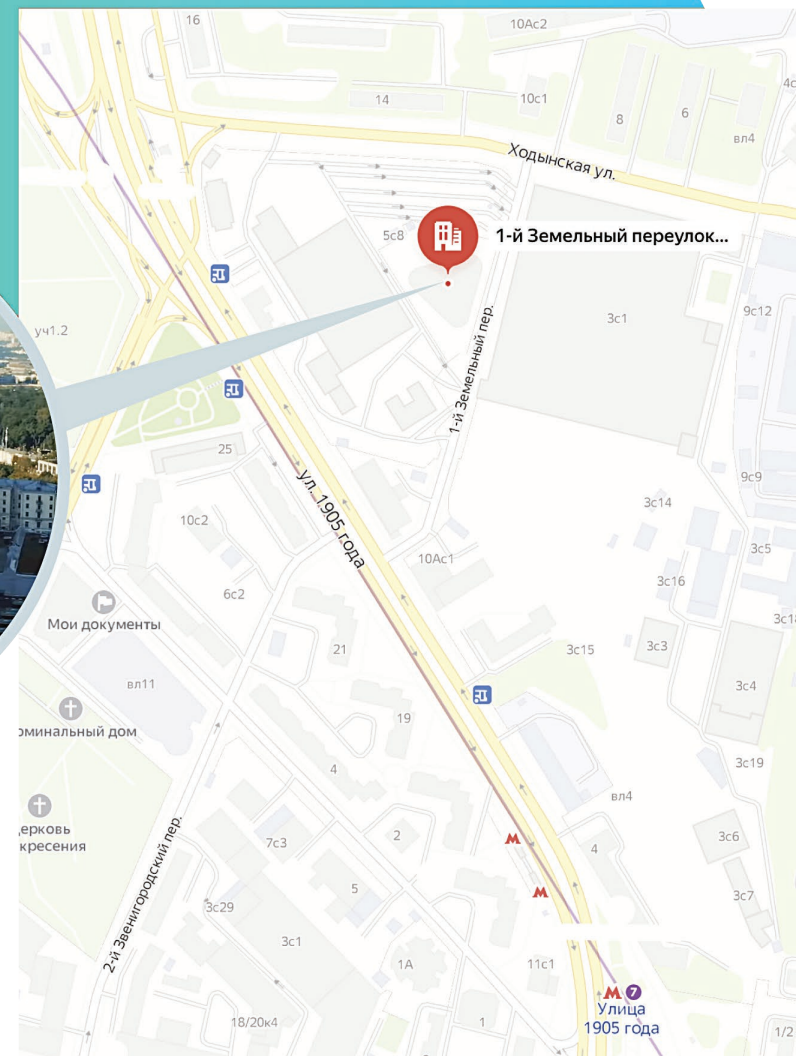 16
10Ас2
4с
14
10с1
8
6
вл4
Ходынская ул.
5с8
1-й Земельный переулок...
3с1
9с12
уч1.2
1-й Земельный пер.
25
ул. 1905 года
9с9
3с14
10с2
10Ас1
3с5
3с16
6с2
Мои документы
21
3с15
3с3
3с18
вл11
3с4
оминальный дом
19
3с19
4
вл4
церковь
кресения
2-й Звенигородский пер.
7с3
2
4
3с6
5
3с7
3с29
3с1
1А
11с1
7
Улица
1905 года
18/20к4
1
1/2